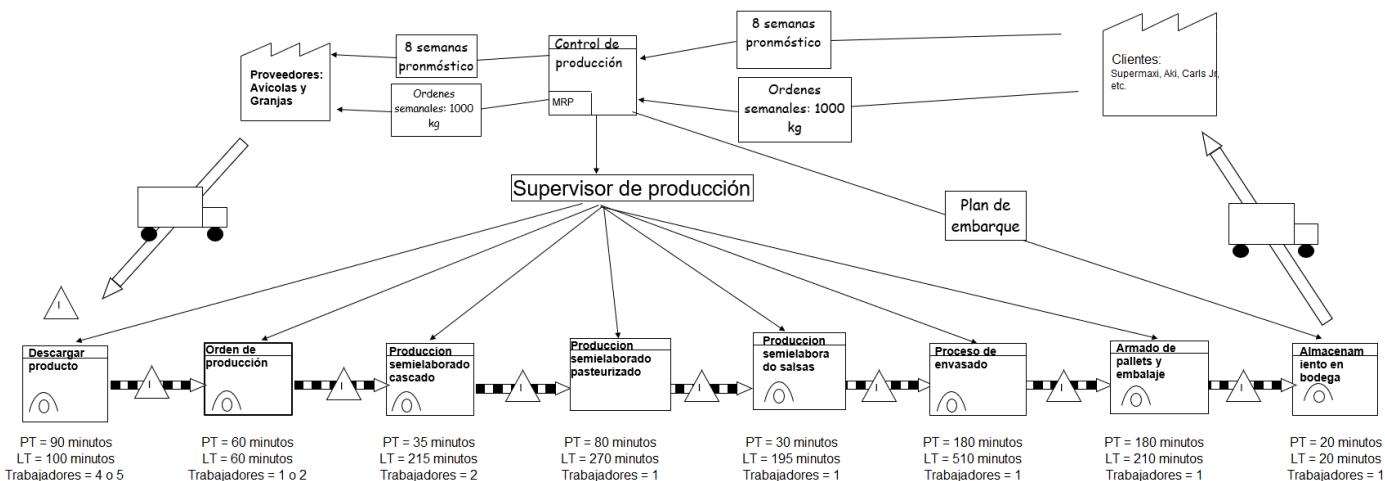 8 semanas
pronmóstico
Control de
producción
MRP
8 semanas
pronmóstico
Clientes:
Supermaxi, Aki, Carls Jr,
etc.
Proveedores:
Avicolas y
Granjas
Ordenes
semanales: 1000
kg
Ordenes
semanales: 1000
kg
Supervisor de producción
Plan de
embarque
I
Descargar
producto
I
Orden de
producción
I
Produccion
semielaborado
cascado
I
Produccion
semielaborado
pasteurizado
I
Produccion
semielabora
do salsas
I
Proceso de
envasado
I
Armado de
pallets y
embalaje
I
Almacenam
iento en
bodega
PT = 90 minutos
LT = 100 minutos
Trabajadores = 4 o 5
PT = 60 minutos
LT = 60 minutos
Trabajadores = 1 o 2
PT = 35 minutos
LT = 215 minutos
Trabajadores = 2
PT = 80 minutos
LT = 270 minutos
Trabajadores = 1
PT = 30 minutos
LT = 195 minutos
Trabajadores = 1
PT = 180 minutos
LT = 510 minutos
Trabajadores = 1
PT = 180 minutos
LT = 210 minutos
Trabajadores = 1
PT = 20 minutos
LT = 20 minutos
Trabajadores = 1